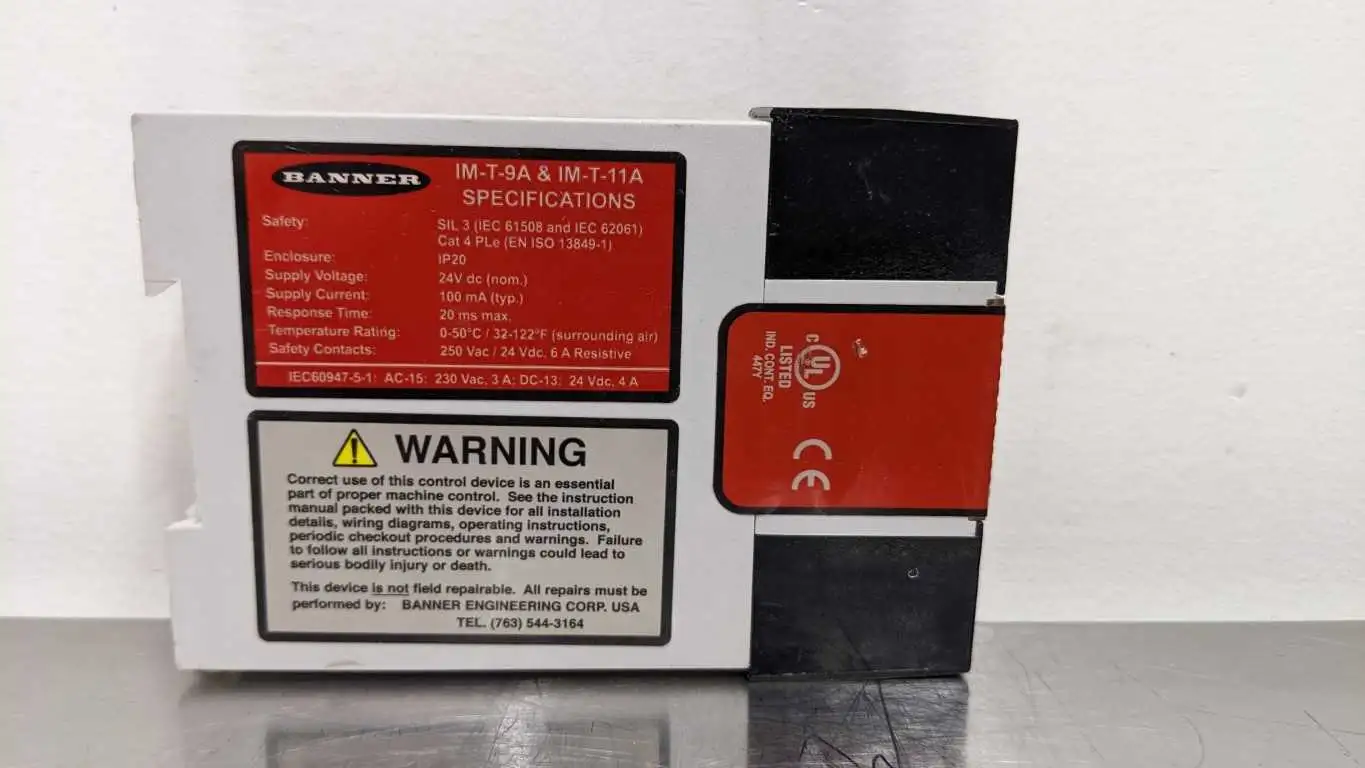 BANNER
IM-T-9A & IM-T-11A
SPECIFICATIONS
Safety: SIL 3 (IEC 61508 and IEC 62061)
Cat 4 PLe (EN ISO 13849-1)
Enclosure: IP20
Supply Voltage: 24V dc (nom.)
Supply Current: 100 mA (typ.)
Response Time: 20 ms max.
Temperature Rating: 0-50°C / 32-122°F (surrounding air)
Safety Contacts: 250 Vac / 24 Vdc, 6 A Resistive
IEC60947-5-1: AC-15: 230 Vac, 3 A: DC-13: 24 Vdc, 4 A
WARNING
Correct use of this control device is an essential
part of proper machine control. See the instruction
manual packed with this device for all installation
details, wiring diagrams, operating instructions,
periodic checkout procedures and warnings. Failure
to follow all instructions or warnings could lead to
serious bodily injury or death.
This device is not field repairable. All repairs must be
performed by: BANNER ENGINEERING CORP. USA
TEL. (763) 544-3164
C UL US
LISTED
IND. CONT. EQ.
447Y
CE